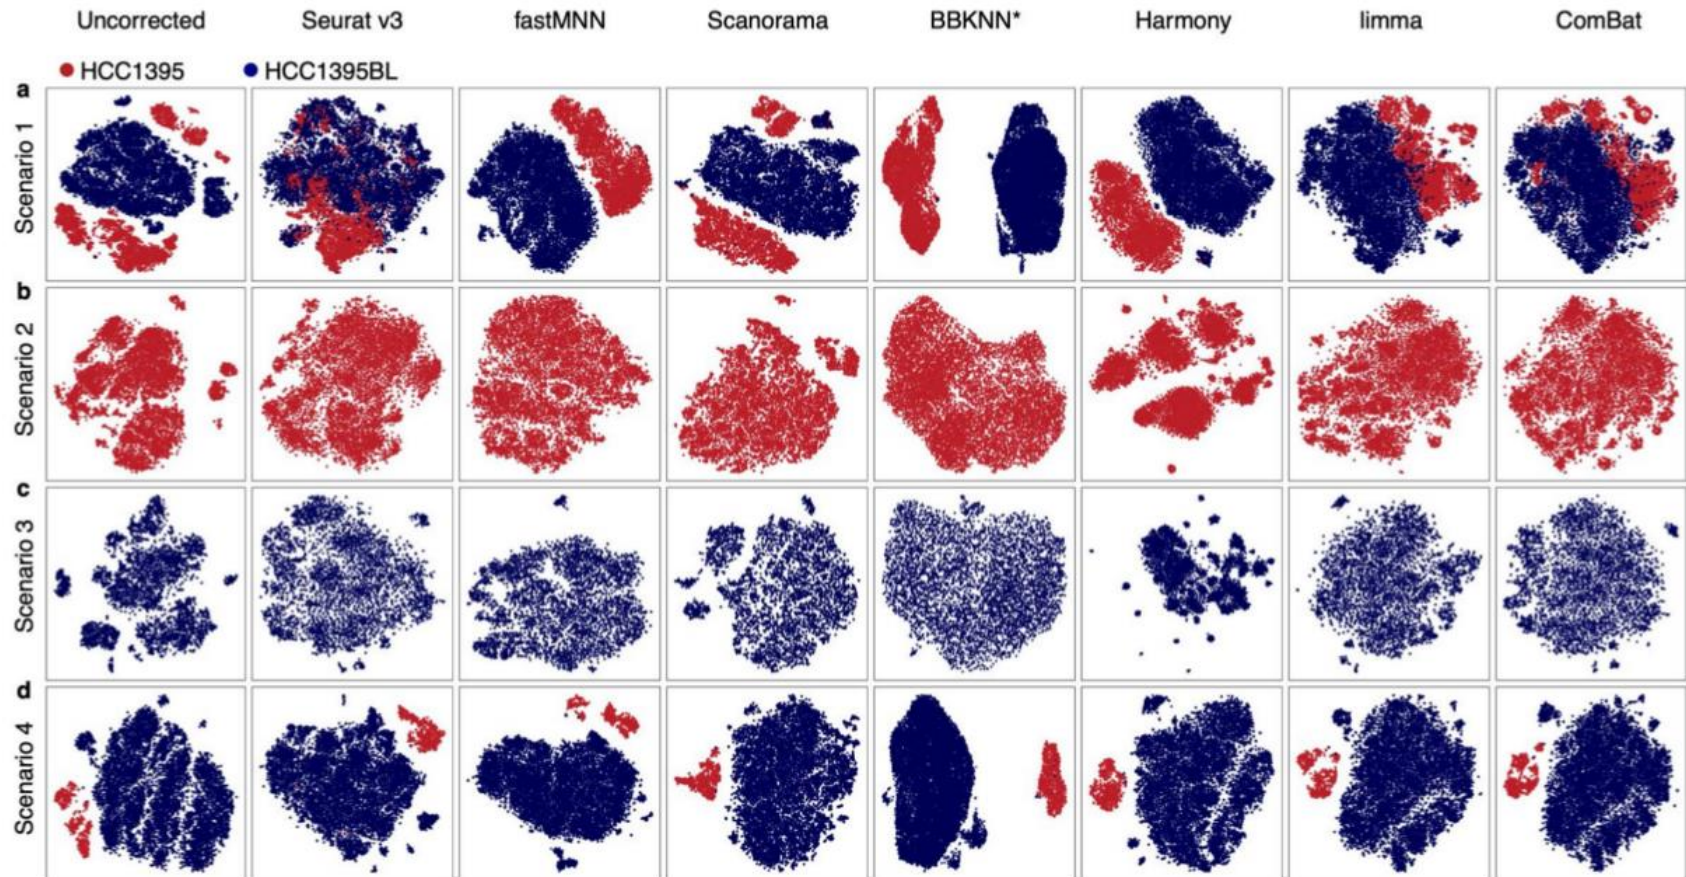 Uncorrected Seurat v3 fastMNN Scanorama BBKNN* Harmony limma ComBat
HCC1395 HCC1395BL
a
Scenario 1
b
Scenario 2
c
Scenario 3
d
Scenario 4